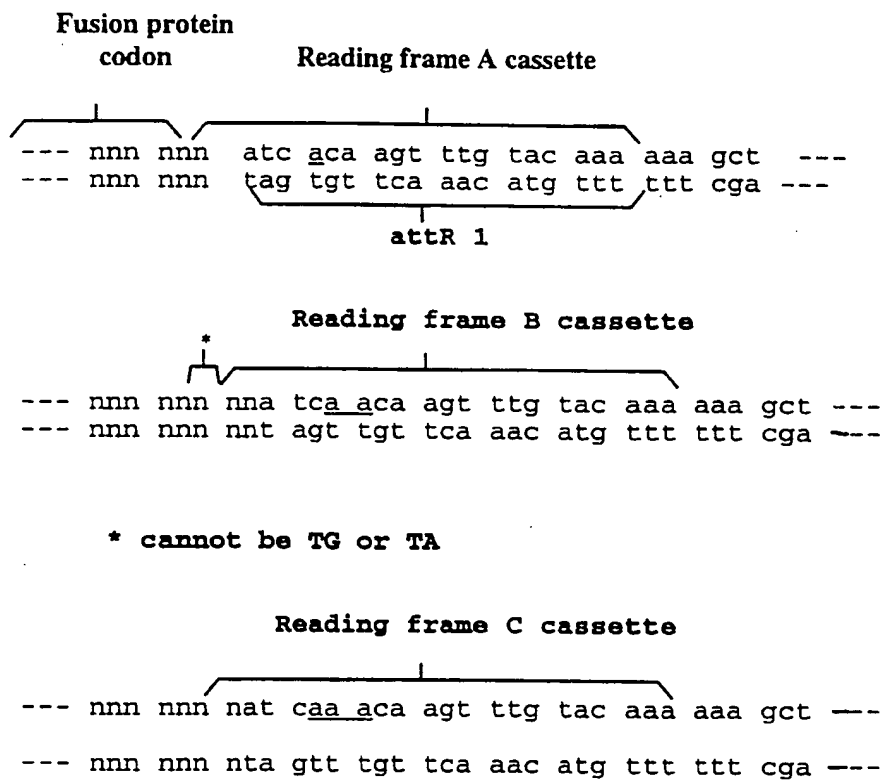 Fusion protein
codon
Reading frame A cassette
--- nnn nnn atc aca agt ttg tac aaa aaa gct ---
--- nnn nnn tag tgt tca aac atg ttt ttt cga ---
attR 1
Reading frame B cassette
*
--- nnn nnn nna tca aca agt ttg tac aaa aaa gct ---
--- nnn nnn nnt agt tgt tca aac atg ttt ttt cga ---
* cannot be TG or TA
Reading frame C cassette
--- nnn nnn nat caa aca agt ttg tac aaa aaa gct ---
--- nnn nnn nta gtt tgt tca aac atg ttt ttt cga ---